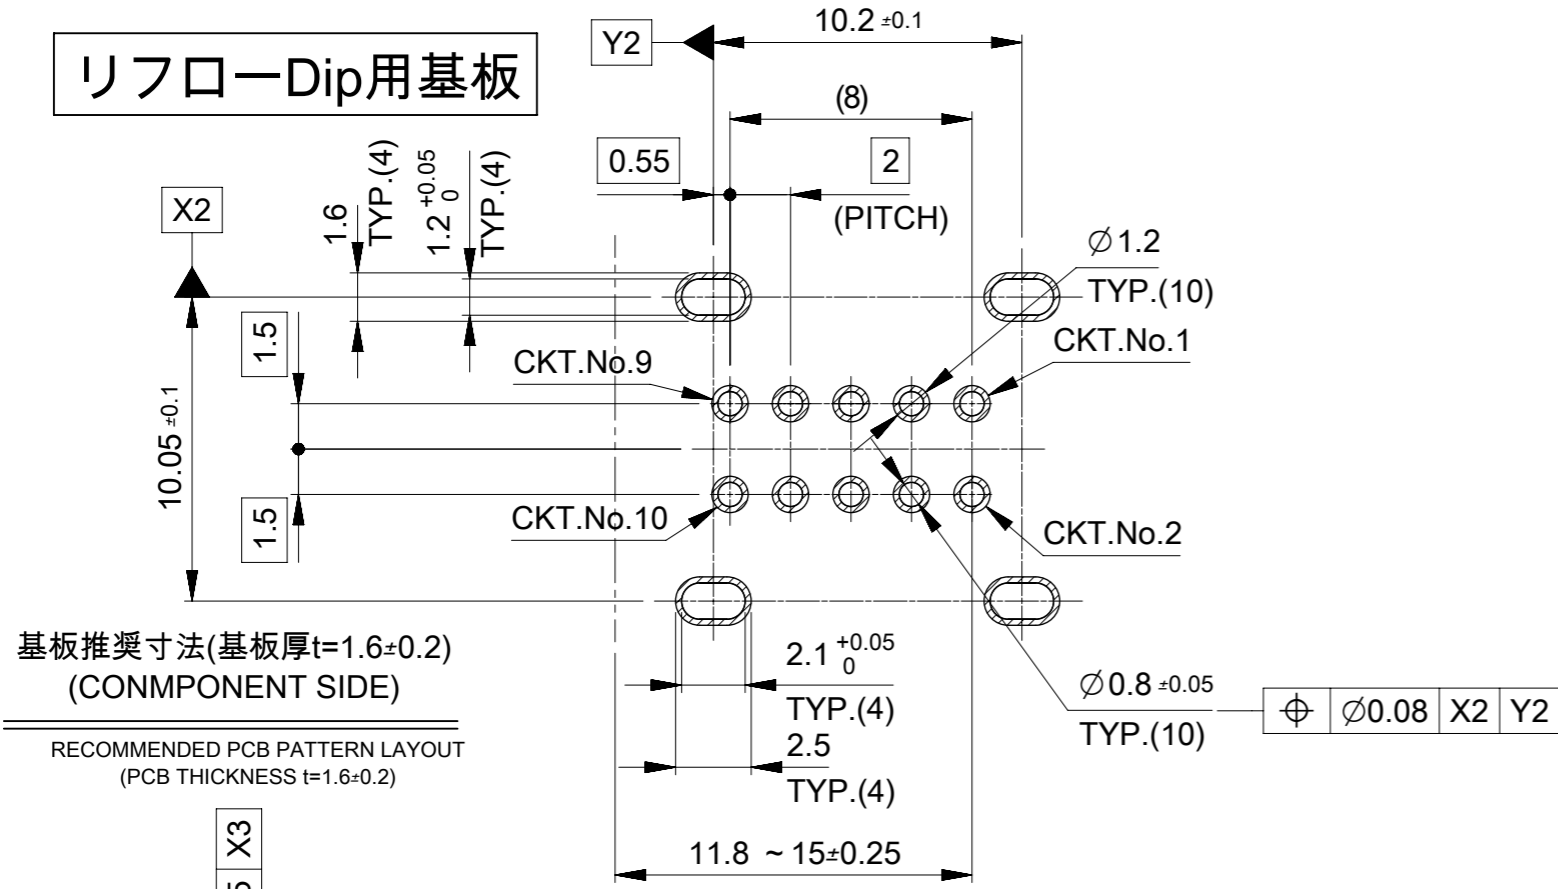 リフローDip用基板
Y2
10.2 ±0.1
(8)
0.55
2
(PITCH)
X2
1.6
TYP.(4)
1.2 +0.05 0
TYP.(4)
Ø1.2
TYP.(10)
CKT.No.1
CKT.No.9
1.5
10.05 ±0.1
1.5
CKT.No.10
CKT.No.2
基板推奨寸法(基板厚t=1.6±0.2)
(CONMPONENT SIDE)
RECOMMENDED PCB PATTERN LAYOUT
(PCB THICKNESS t=1.6±0.2)
2.1 +0.05 0
TYP.(4)
2.5
TYP.(4)
Ø0.8 ±0.05
TYP.(10)
⌖ Ø0.08 X2 Y2
11.8 ~ 15±0.25
X3